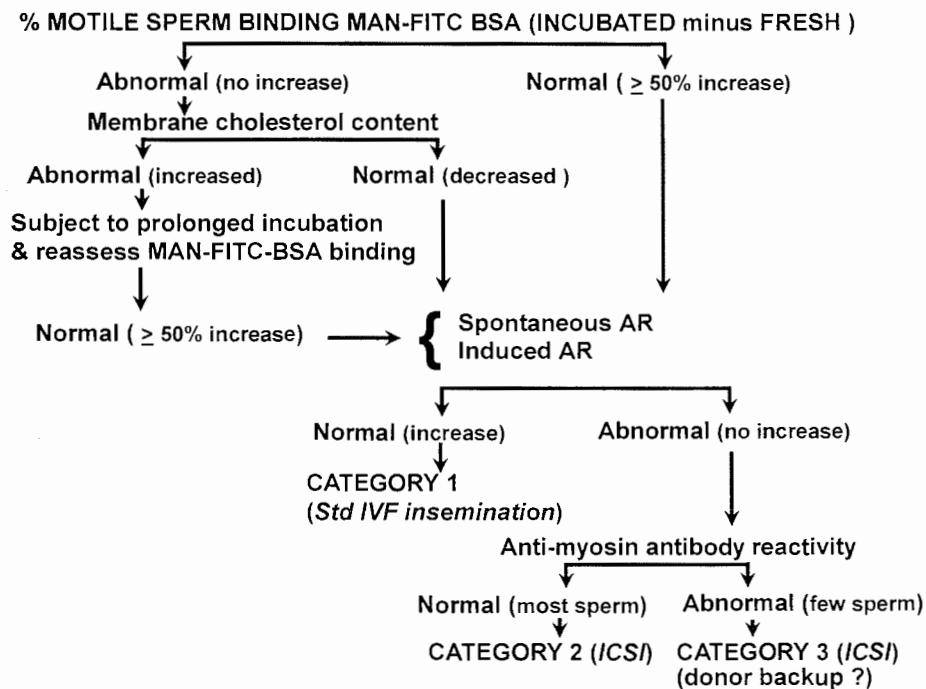 % MOTILE SPERM BINDING MAN-FITC BSA (INCUBATED minus FRESH )
Abnormal (no increase)
Normal ( ≥ 50% increase)
Membrane cholesterol content
Abnormal (increased)
Normal (decreased )
Subject to prolonged incubation
& reassess MAN-FITC-BSA binding
Normal ( ≥ 50% increase)
{ Spontaneous AR
Induced AR
Normal (increase)
Abnormal (no increase)
CATEGORY 1
(Std IVF insemination)
Anti-myosin antibody reactivity
Normal (most sperm)
Abnormal (few sperm)
CATEGORY 2 (ICSI)
CATEGORY 3 (ICSI)
(donor backup ?)